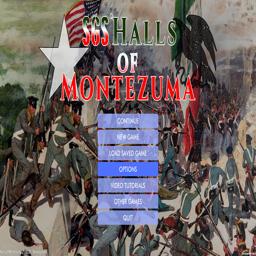 SGS HALLS
OF
MONTEZUMA
CONTINUE
NEW GAME
LOAD SAVED GAME
OPTIONS
VIDEO TUTORIALS
OTHER GAMES
QUIT